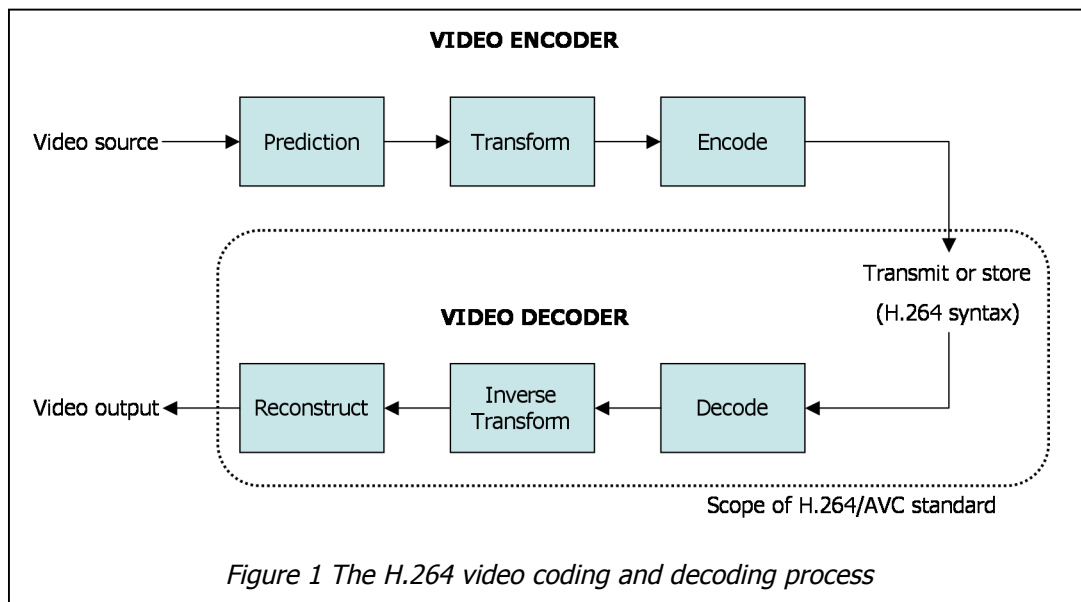 VIDEO ENCODER
Video source
Prediction
Transform
Encode
Transmit or store
(H.264 syntax)
VIDEO DECODER
Video output
Reconstruct
Inverse
Transform
Decode
Scope of H.264/AVC standard
Figure 1 The H.264 video coding and decoding process